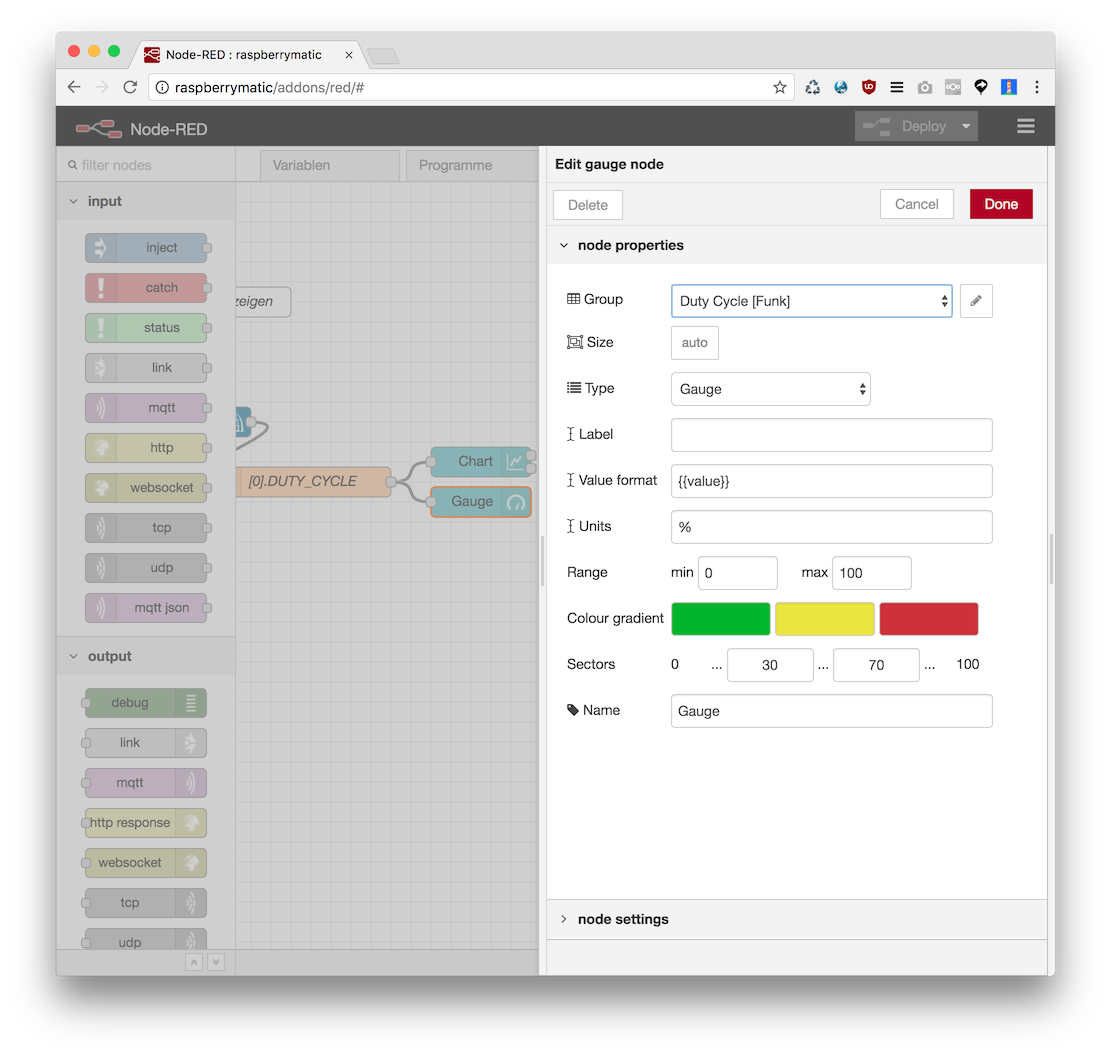 Node-RED : raspberrymatic
raspberrymatic/addons/red/#
Node-RED
Deploy
filter nodes
Variablen
Programme
input
inject
catch
status
link
mqtt
http
websocket
tcp
udp
mqtt json
output
debug
link
mqtt
http response
websocket
tcp
udp
zeigen
[0].DUTY_CYCLE
Chart
Gauge
Edit gauge node
Delete
Cancel
Done
node properties
Group
Duty Cycle [Funk]
Size
auto
Type
Gauge
Label
Value format
{{value}}
Units
%
Range min 0 max 100
Colour gradient
Sectors 0 ... 30 ... 70 ... 100
Name
Gauge
node settings